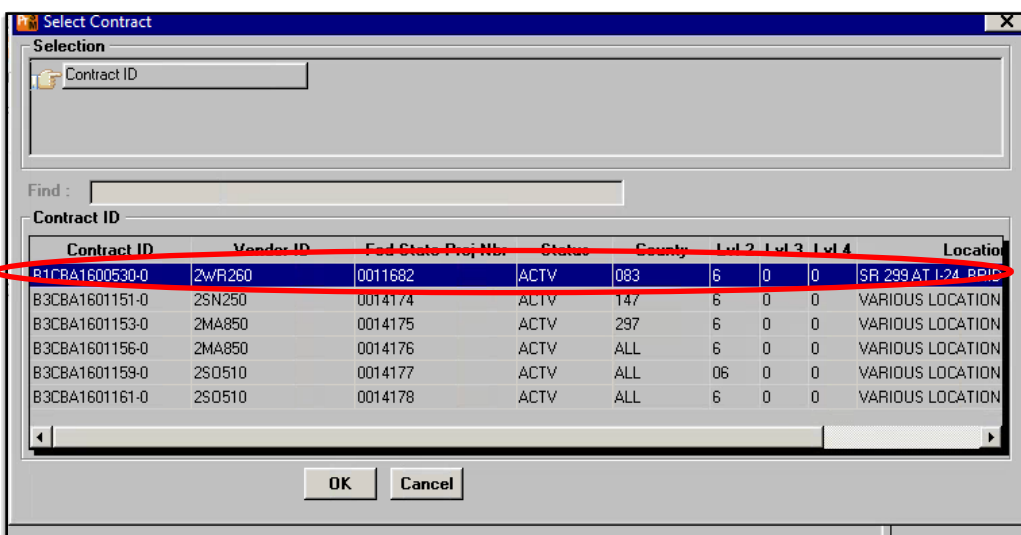 Select Contract
Selection
Contract ID
Find :
Contract ID
Contract ID Vendor ID Fed State Proj Nbr Status County Lvl 2 Lvl 3 Lvl 4 Location
B1CBA1600530-0 2WR260 0011682 ACTV 083 6 0 0 SR 299 AT I-24, BRID
B3CBA1601151-0 2SN250 0014174 ACTV 147 6 0 0 VARIOUS LOCATION
B3CBA1601153-0 2MA850 0014175 ACTV 297 6 0 0 VARIOUS LOCATION
B3CBA1601156-0 2MA850 0014176 ACTV ALL 6 0 0 VARIOUS LOCATION
B3CBA1601159-0 2SO510 0014177 ACTV ALL 06 0 0 VARIOUS LOCATION
B3CBA1601161-0 2SO510 0014178 ACTV ALL 6 0 0 VARIOUS LOCATION
OK Cancel